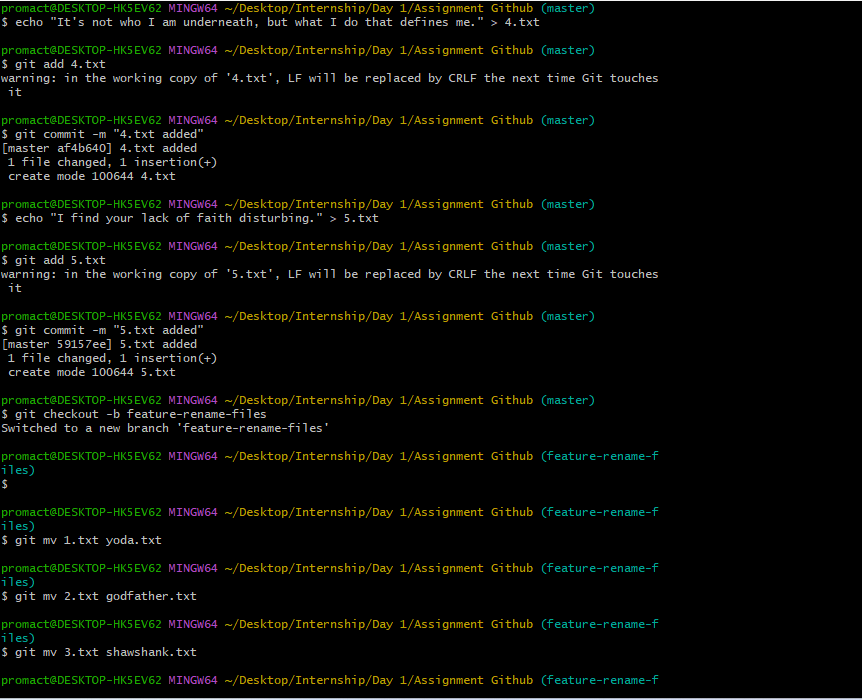 promact@DESKTOP-HK5EV62 MINGW64 ~/Desktop/Internship/Day 1/Assignment Github (master)
$ echo "It's not who I am underneath, but what I do that defines me." > 4.txt
promact@DESKTOP-HK5EV62 MINGW64 ~/Desktop/Internship/Day 1/Assignment Github (master)
$ git add 4.txt
warning: in the working copy of '4.txt', LF will be replaced by CRLF the next time Git touches
 it
promact@DESKTOP-HK5EV62 MINGW64 ~/Desktop/Internship/Day 1/Assignment Github (master)
$ git commit -m "4.txt added"
[master af4b640] 4.txt added
 1 file changed, 1 insertion(+)
 create mode 100644 4.txt
promact@DESKTOP-HK5EV62 MINGW64 ~/Desktop/Internship/Day 1/Assignment Github (master)
$ echo "I find your lack of faith disturbing." > 5.txt
promact@DESKTOP-HK5EV62 MINGW64 ~/Desktop/Internship/Day 1/Assignment Github (master)
$ git add 5.txt
warning: in the working copy of '5.txt', LF will be replaced by CRLF the next time Git touches
 it
promact@DESKTOP-HK5EV62 MINGW64 ~/Desktop/Internship/Day 1/Assignment Github (master)
$ git commit -m "5.txt added"
[master 59157ee] 5.txt added
 1 file changed, 1 insertion(+)
 create mode 100644 5.txt
promact@DESKTOP-HK5EV62 MINGW64 ~/Desktop/Internship/Day 1/Assignment Github (master)
$ git checkout -b feature-rename-files
Switched to a new branch 'feature-rename-files'
promact@DESKTOP-HK5EV62 MINGW64 ~/Desktop/Internship/Day 1/Assignment Github (feature-rename-f
iles)
$
promact@DESKTOP-HK5EV62 MINGW64 ~/Desktop/Internship/Day 1/Assignment Github (feature-rename-f
iles)
$ git mv 1.txt yoda.txt
promact@DESKTOP-HK5EV62 MINGW64 ~/Desktop/Internship/Day 1/Assignment Github (feature-rename-f
iles)
$ git mv 2.txt godfather.txt
promact@DESKTOP-HK5EV62 MINGW64 ~/Desktop/Internship/Day 1/Assignment Github (feature-rename-f
iles)
$ git mv 3.txt shawshank.txt
promact@DESKTOP-HK5EV62 MINGW64 ~/Desktop/Internship/Day 1/Assignment Github (feature-rename-f